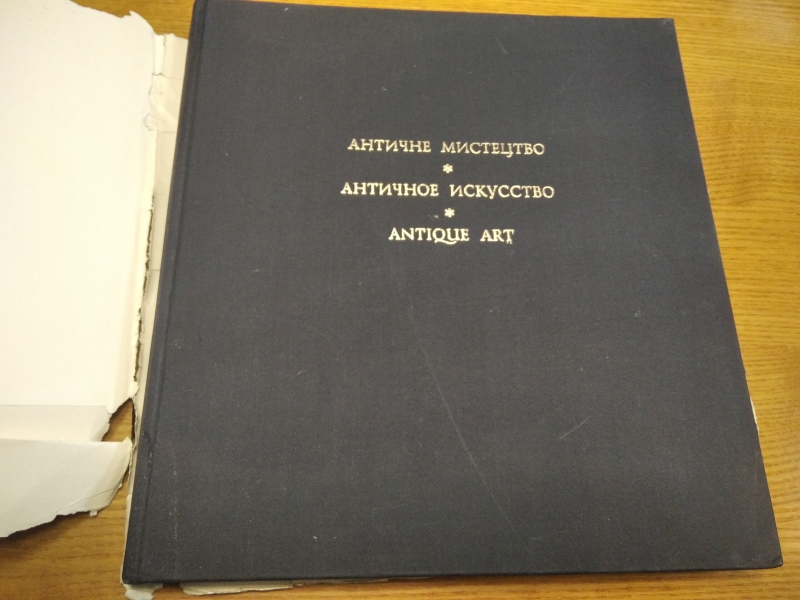 АНТИЧНЕ МИСТЕЦТВО
*
АНТИЧНОЕ ИСКУССТВО
*
ANTIQUE ART